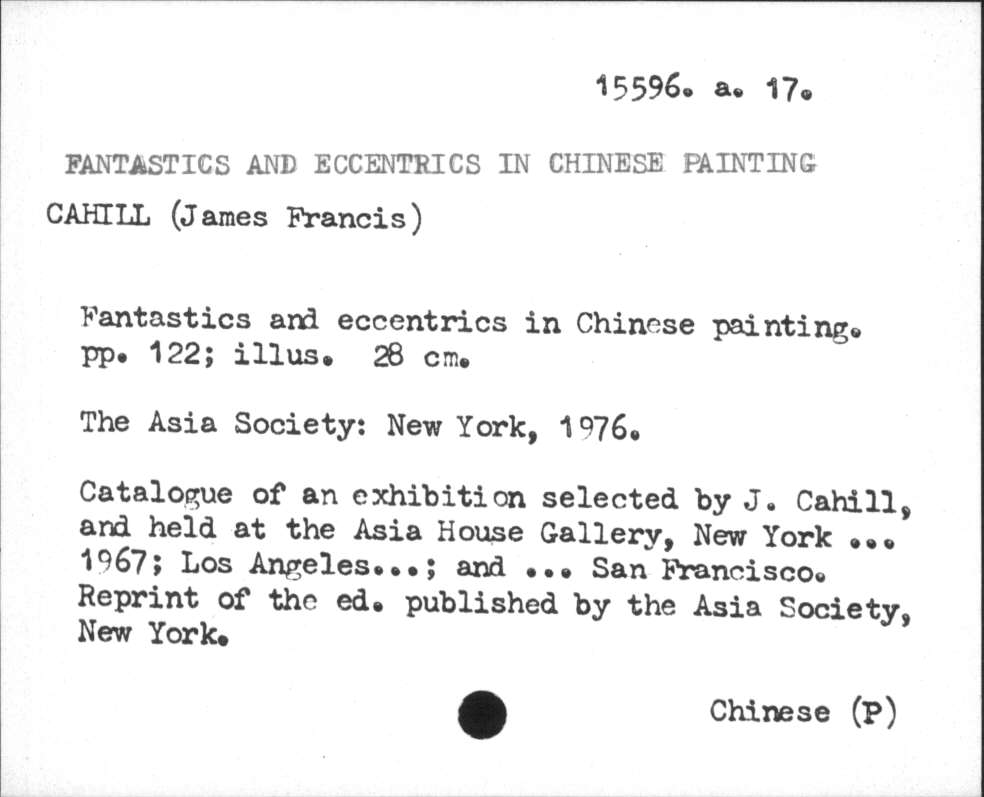 15596. a. 17.
FANTASTICS AND ECCENTRICS IN CHINESE PAINTING
CAHILL (James Francis)
Fantastics and eccentrics in Chinese painting.
pp. 122; illus. 28 cm.
The Asia Society: New York, 1976.
Catalogue of an exhibition selected by J. Cahill,
and held at the Asia House Gallery, New York ...
1967; Los Angeles...; and ... San Francisco.
Reprint of the ed. published by the Asia Society,
New York.
Chinese (P)